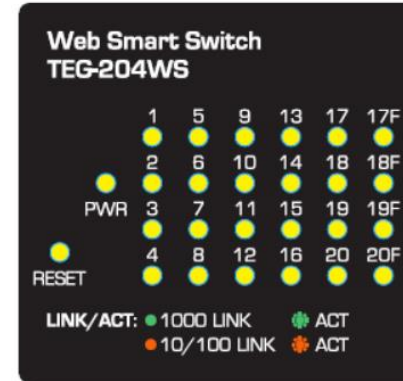 Web Smart Switch
TEG-204WS
1 5 9 13 17 17F
2 6 10 14 18 18F
PWR 3 7 11 15 19 19F
4 8 12 16 20 20F
RESET
LINK/ACT: 1000 LINK ACT
10/100 LINK ACT